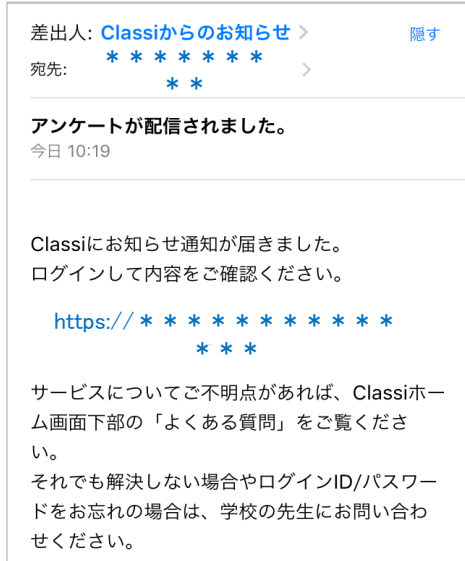 差出人: Classiからのお知らせ 隠す
宛先: ＊＊＊＊＊＊＊
＊＊
アンケートが配信されました。
今日 10:19
Classiにお知らせ通知が届きました。
ログインして内容をご確認ください。
https://＊＊＊＊＊＊＊＊＊＊＊
＊＊＊
サービスについてご不明点があれば、Classiホー
ム画面下部の「よくある質問」をご覧くださ
い。
それでも解決しない場合やログインID/パスワー
ドをお忘れの場合は、学校の先生にお問い合わ
せください。